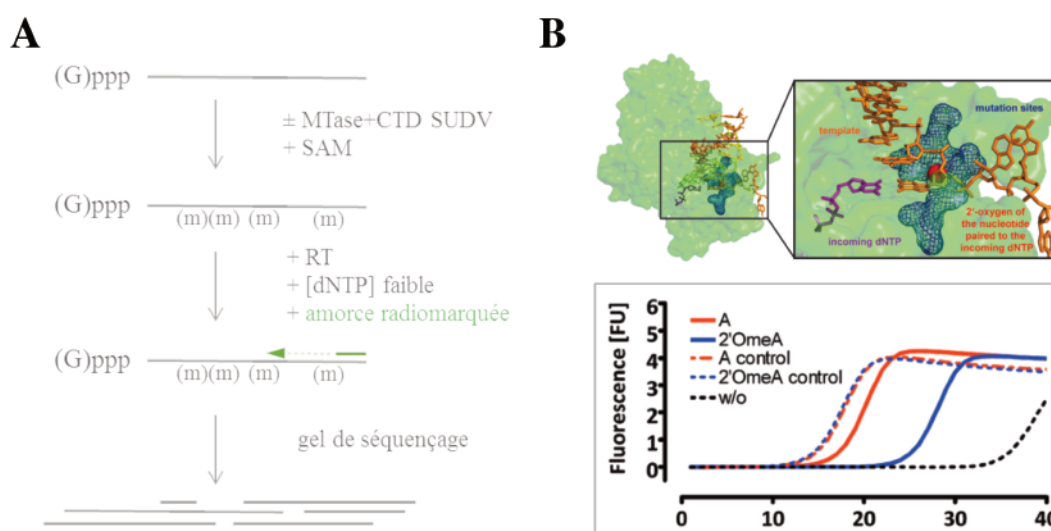 A
(G)ppp
± MTase+CTD SUDV
+ SAM
(G)ppp
(m)(m) (m) (m)
+ RT
+ [dNTP] faible
+ amorce radiomarquée
(G)ppp
(m)(m) (m) (m)
gel de séquençage
B
mutation sites
template
incoming dNTP
2'-oxygen of
the nucleotide
paired to the
incoming dNTP
Fluorescence [FU]
6
5
4
3
2
1
0
A
2'OmeA
A control
2'OmeA control
w/o
0 10 20 30 40